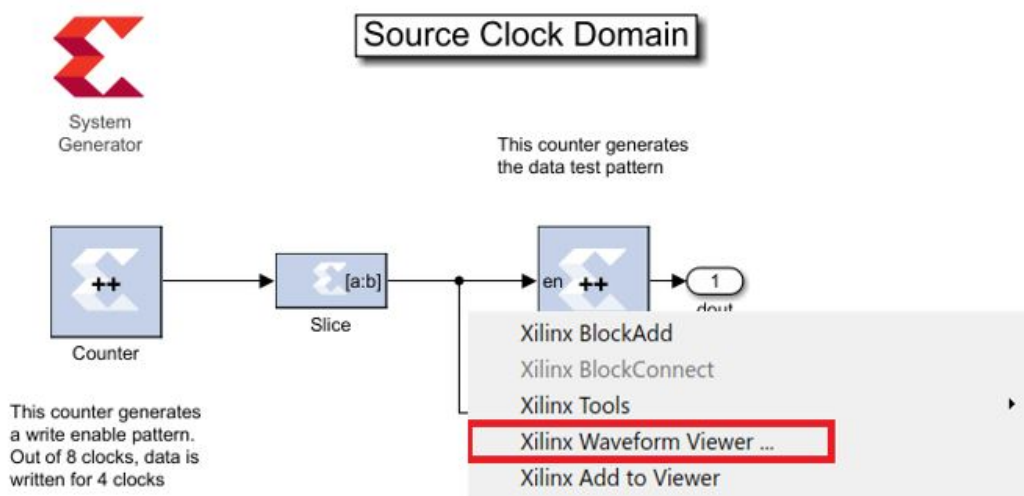 Source Clock Domain
System
Generator
This counter generates
the data test pattern
++
[a:b]
en ++
1
dout
Counter
Slice
This counter generates
a write enable pattern.
Out of 8 clocks, data is
written for 4 clocks
Xilinx BlockAdd
Xilinx BlockConnect
Xilinx Tools
Xilinx Waveform Viewer ...
Xilinx Add to Viewer